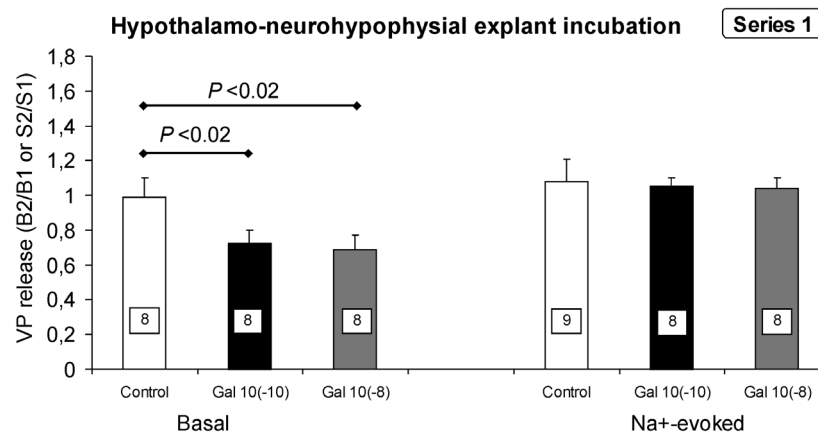 Hypothalamo-neurohypophysial explant incubation
Series 1
VP release (B2/B1 or S2/S1)
1,8
1,6
1,4
1,2
1
0,8
0,6
0,4
0,2
0
P <0.02
P <0.02
8
8
8
9
8
8
Control
Gal 10(-10)
Gal 10(-8)
Control
Gal 10(-10)
Gal 10(-8)
Basal
Na+-evoked